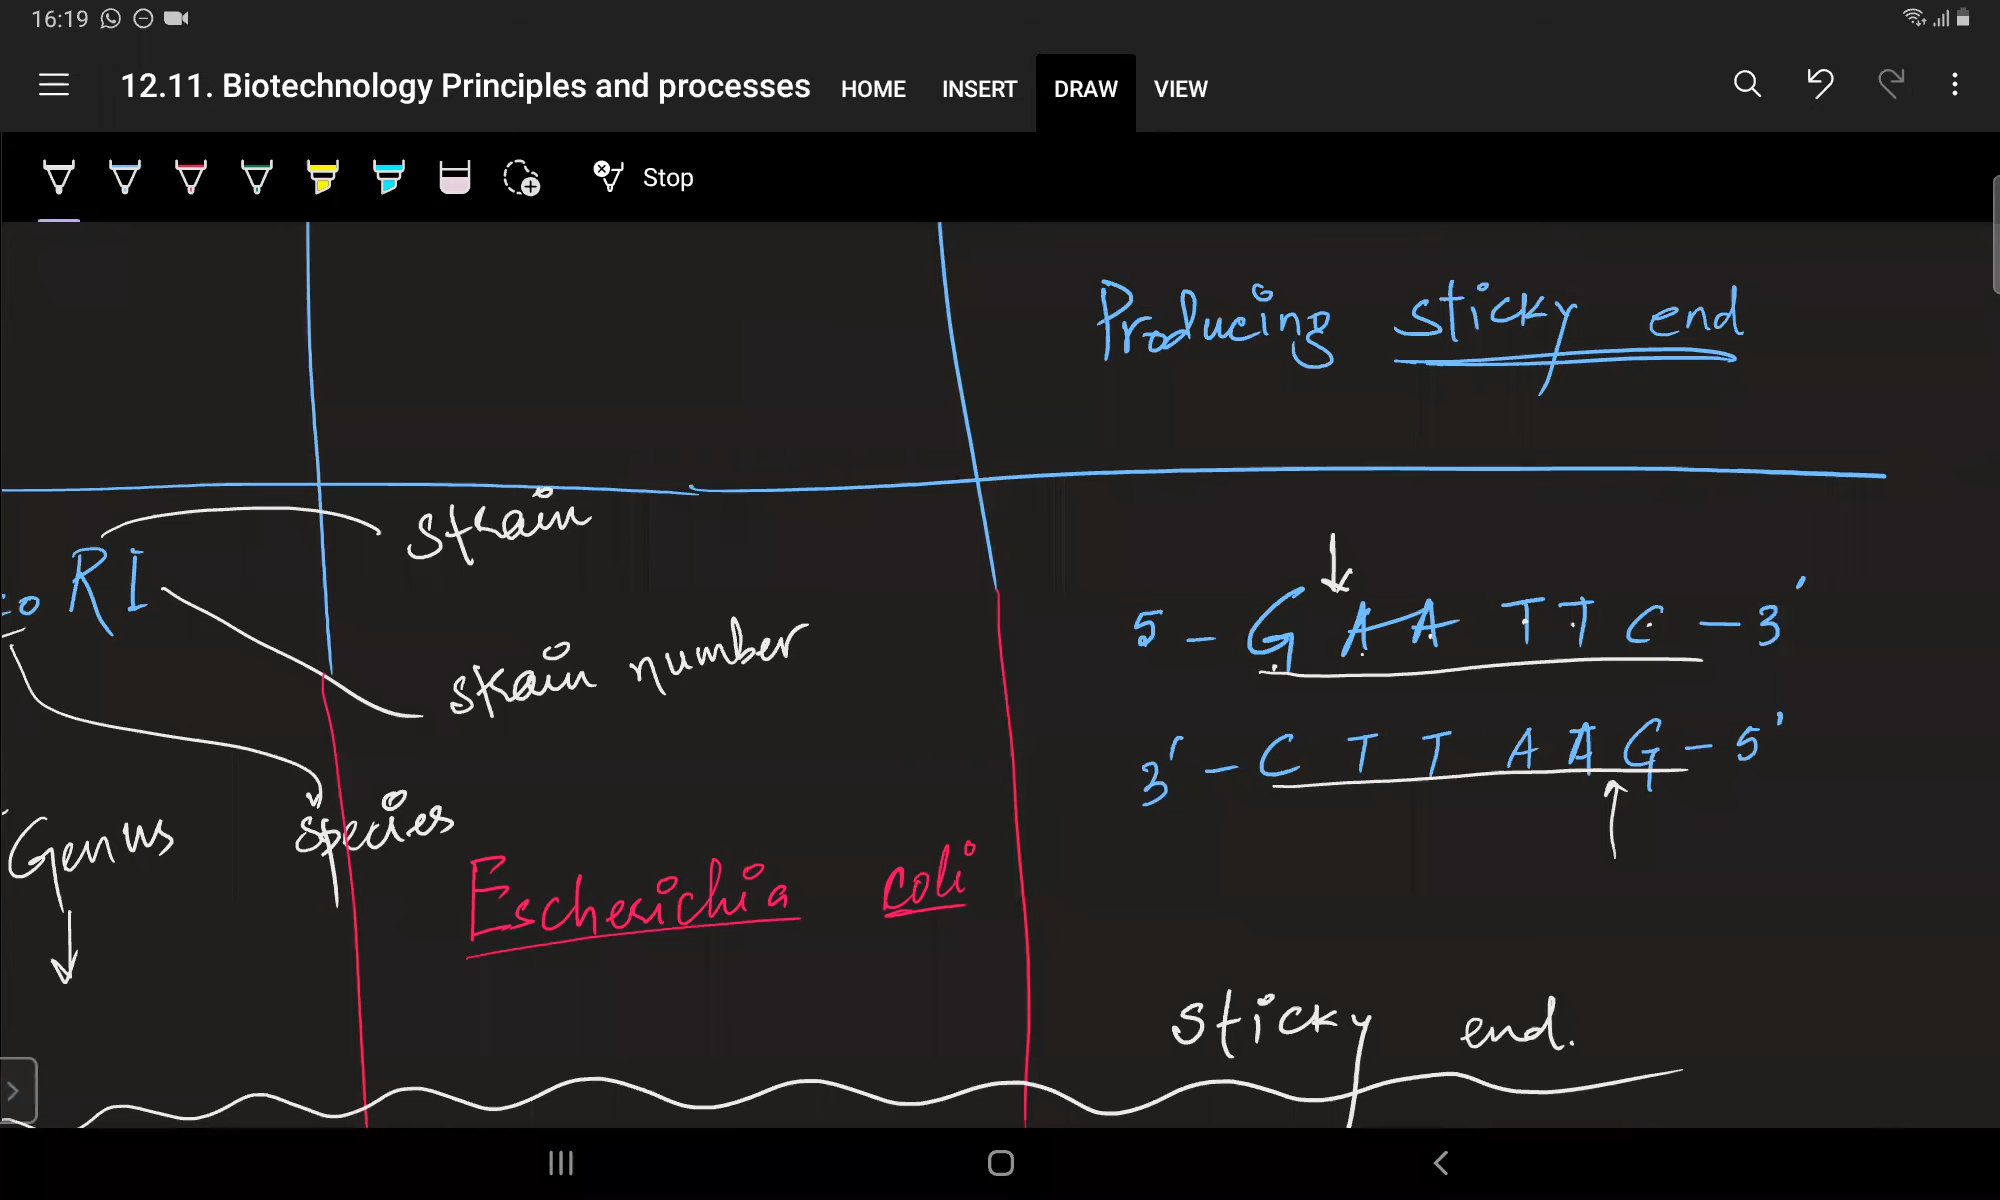 16:19
12.11. Biotechnology Principles and processes HOME INSERT DRAW VIEW
Stop
Producing sticky end
RI
strain
strain number
Genus
species
Escherichia coli
5 - G A A T T C - 3'
3' - C T T A A G - 5'
sticky end.